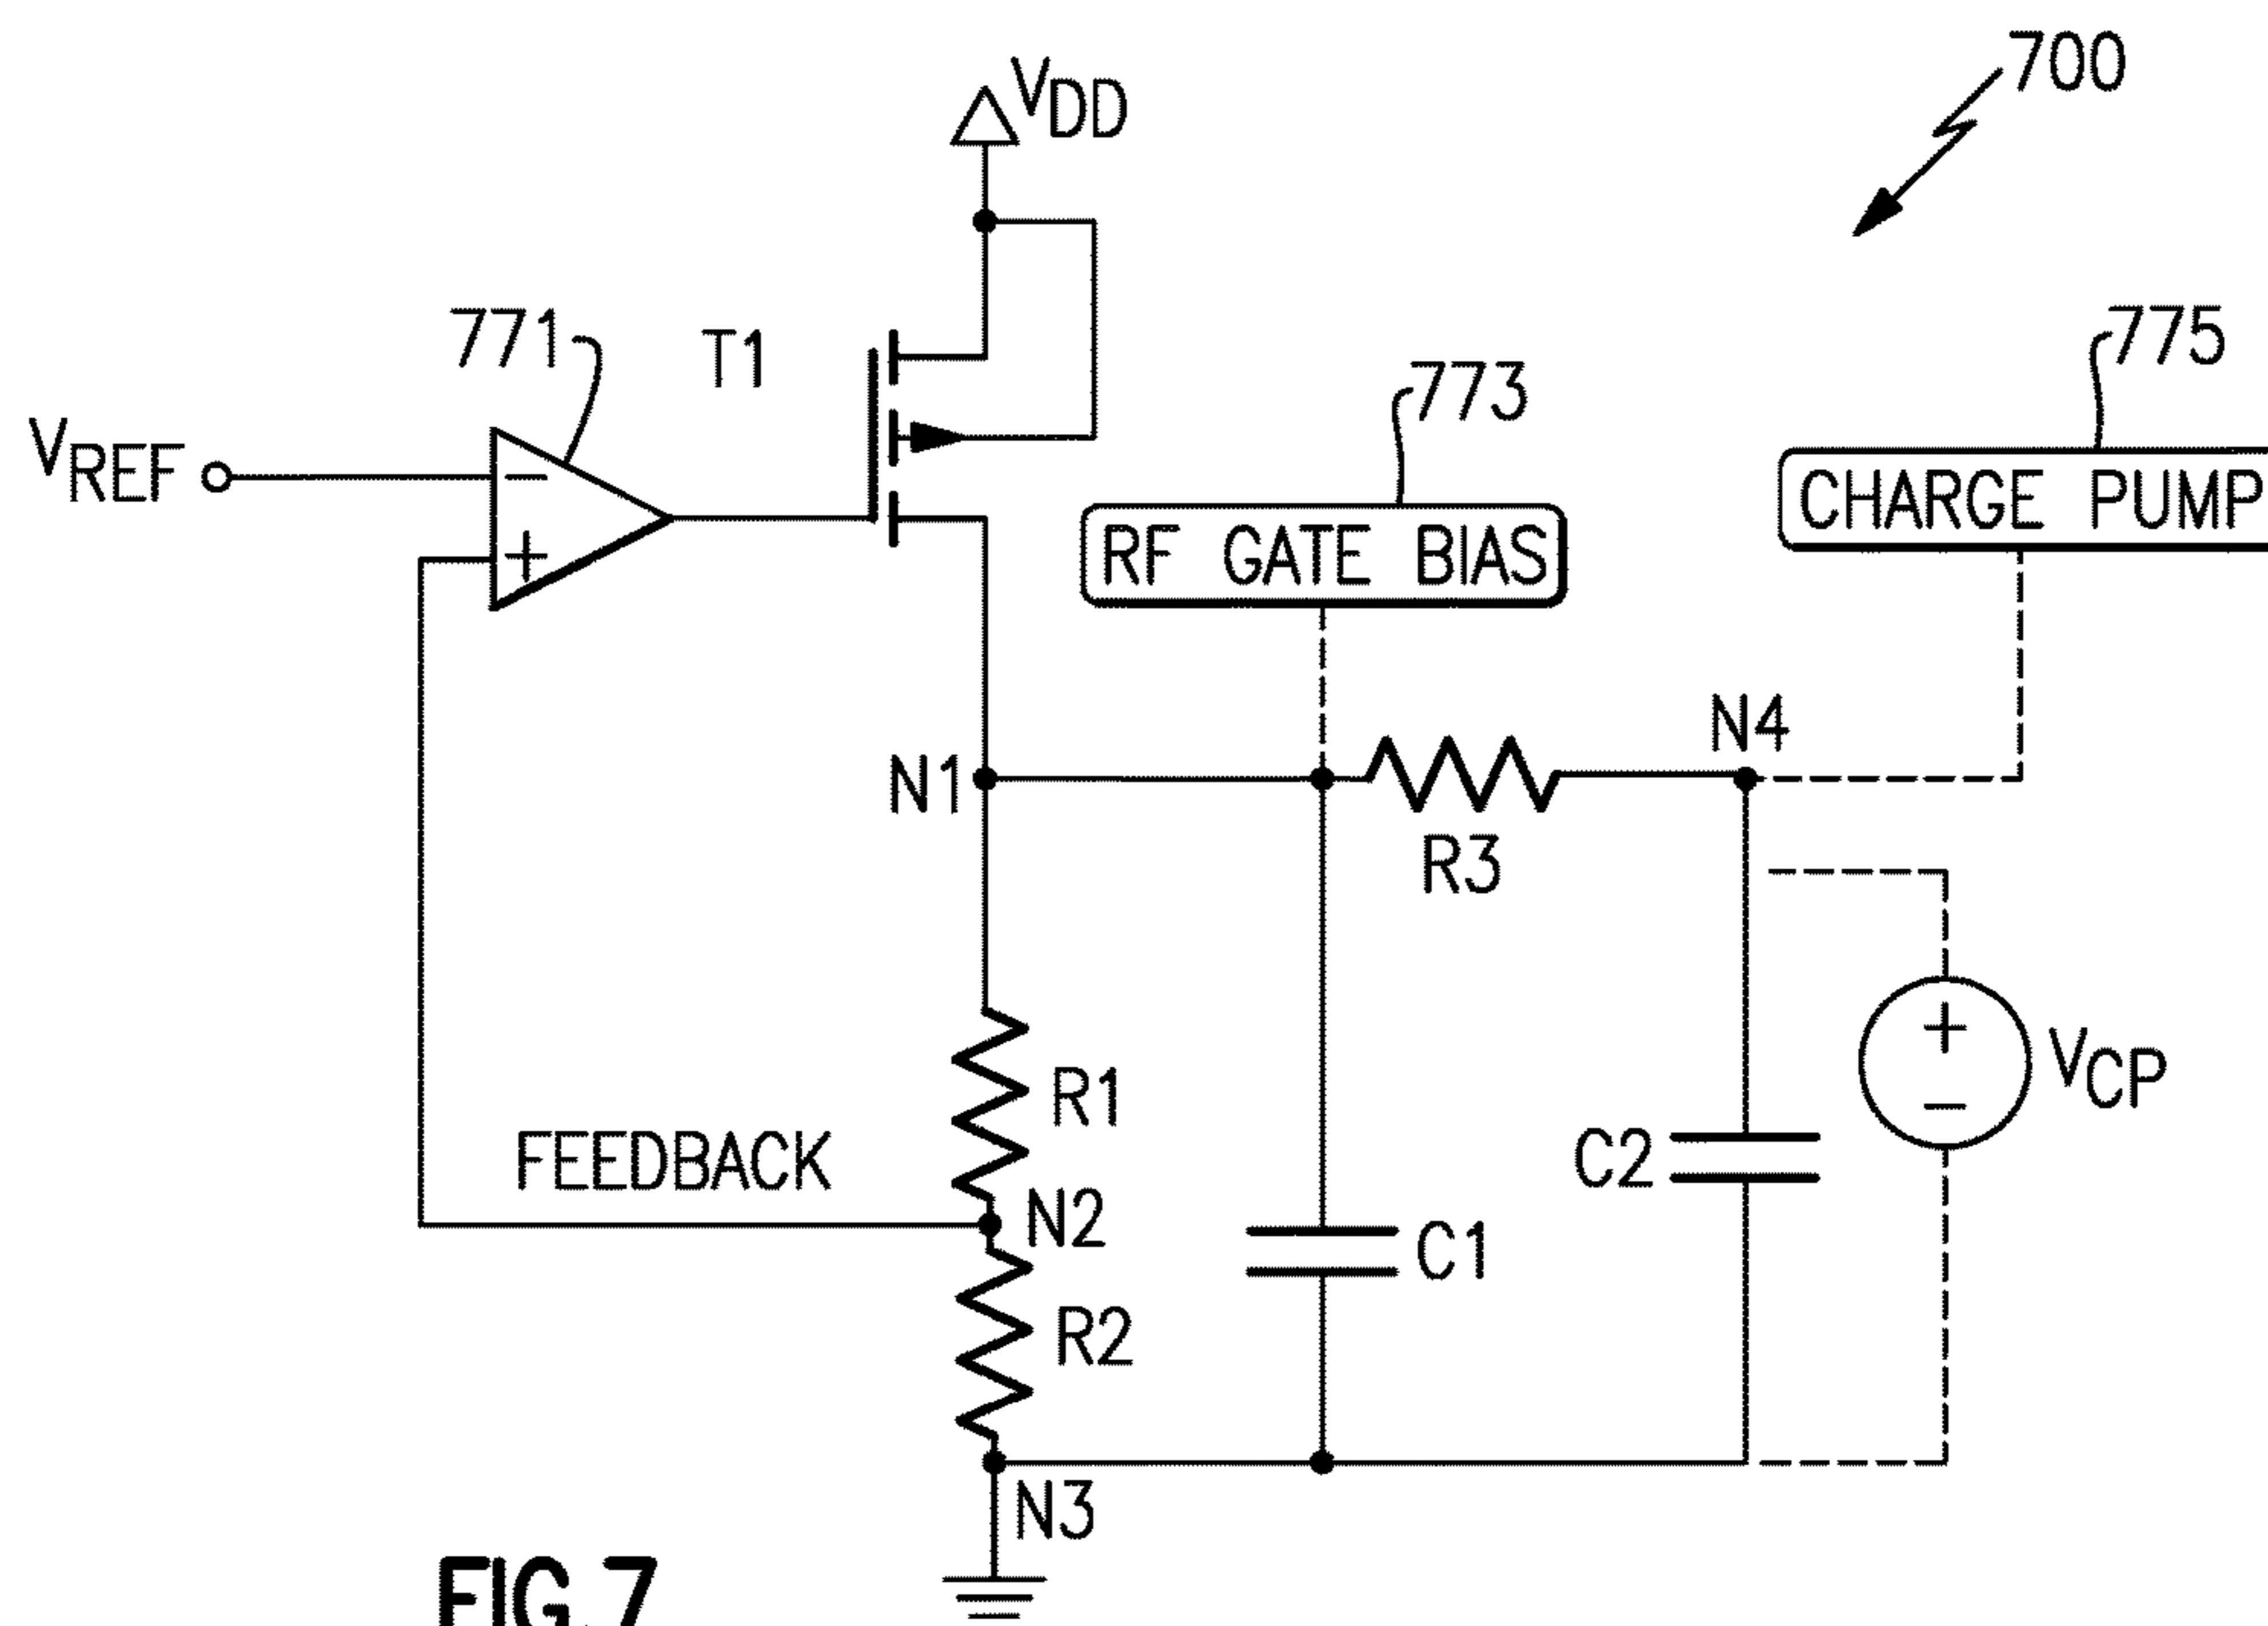 700
VDD
771
T1
775
773
VREF
−
+
CHARGE PUMP
RF GATE BIAS
N4
N1
R3
+
−
VCP
R1
FEEDBACK
C2
N2
C1
R2
N3
FIG.7